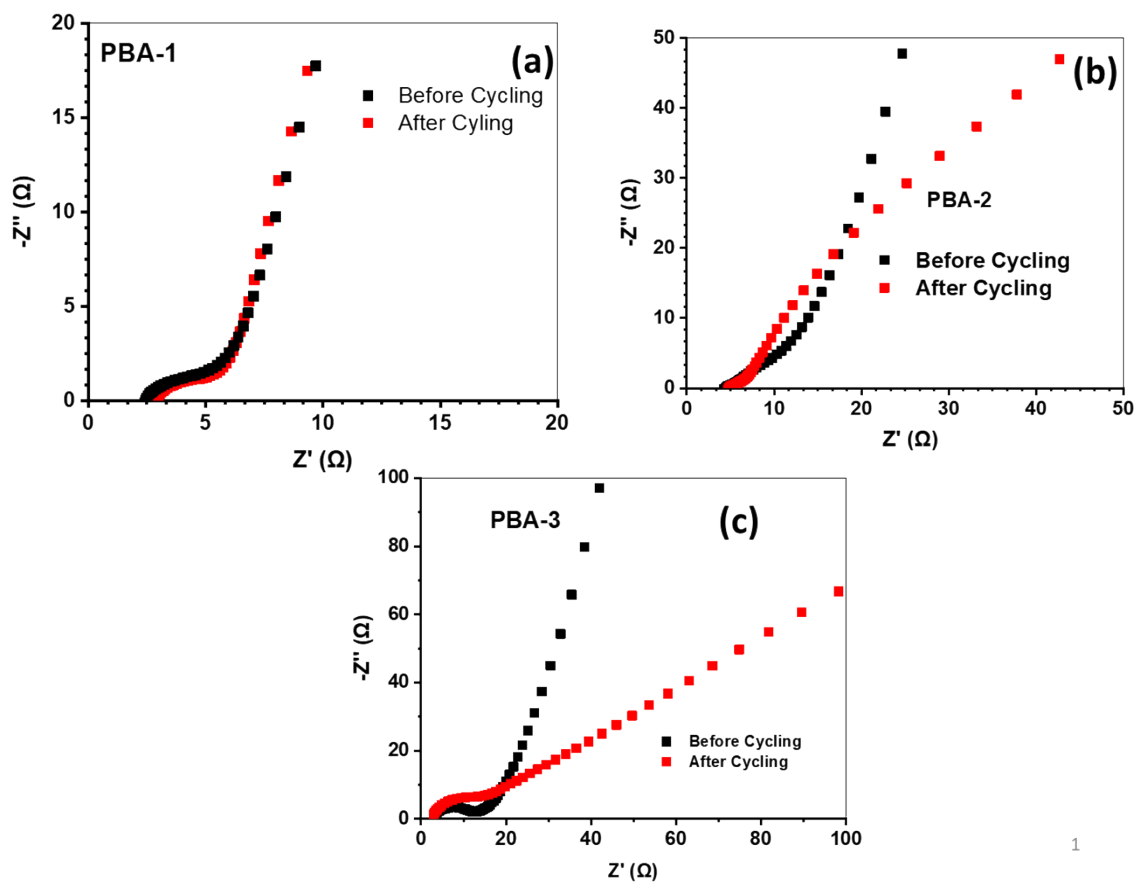 PBA-1
(a)
Before Cycling
After Cyling
-Z'' (Ω)
20
15
10
5
0
0 5 10 15 20
Z' (Ω)
(b)
PBA-2
Before Cycling
After Cycling
-Z'' (Ω)
50
40
30
20
10
0
0 10 20 30 40 50
Z' (Ω)
PBA-3
(c)
Before Cycling
After Cycling
-Z'' (Ω)
100
80
60
40
20
0
0 20 40 60 80 100
Z' (Ω)
1